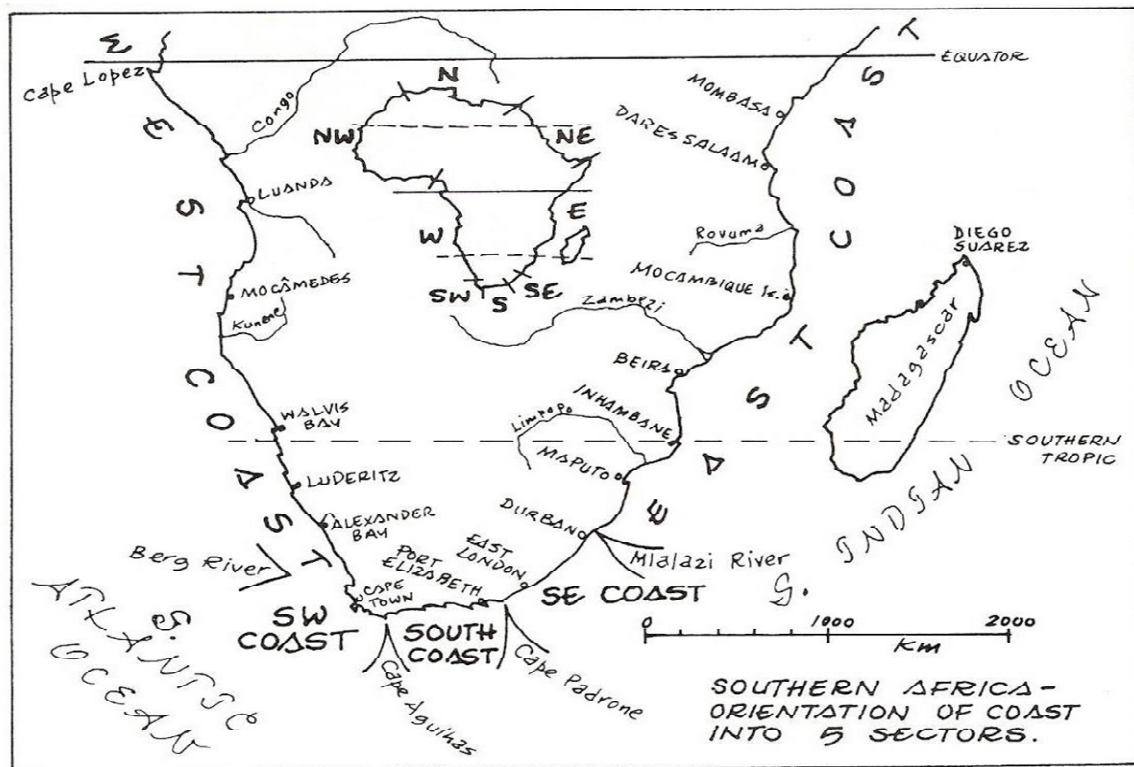 WEST COAST
EAST COAST
EQUATOR
Cape Lopez
Congo
N
NW
NE
W
E
SW
S
SE
MOMBASA
DARES SALAAM
LUANDA
Rovuma
DIEGO
SUAREZ
MOCAMBIQUE Is.
MOCÂMEDES
Kunene
Zambezi
Madagascar
BEIRA
INHAMBANE
Limpopo
WALVIS
BAY
SOUTHERN
TROPIC
MAPUTO
LUDERITZ
DURBAN
ALEXANDER
BAY
Berg River
PORT
ELIZABETH
EAST
LONDON
Mlalazi River
CAPE
TOWN
SE COAST
SW
COAST
SOUTH
COAST
Cape Agulhas
Cape Padrone
S.
ATLANTIC
OCEAN
S. INDIAN OCEAN
0 1000 2000
Km
SOUTHERN AFRICA-
ORIENTATION OF COAST
INTO 5 SECTORS.